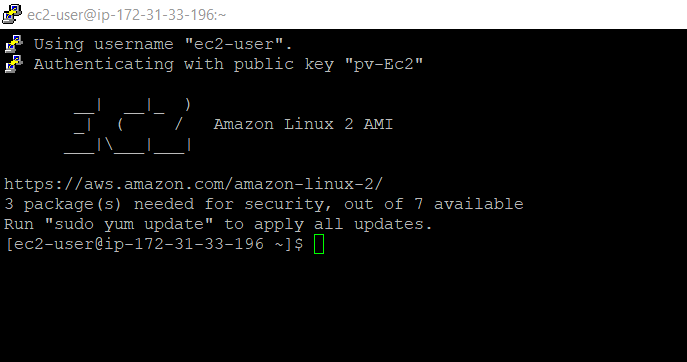 ec2-user@ip-172-31-33-196:~
Using username "ec2-user".
Authenticating with public key "pv-Ec2"
       __|  __|_  )
       _|  (     /   Amazon Linux 2 AMI
      ___|\___|___|
https://aws.amazon.com/amazon-linux-2/
3 package(s) needed for security, out of 7 available
Run "sudo yum update" to apply all updates.
[ec2-user@ip-172-31-33-196 ~]$